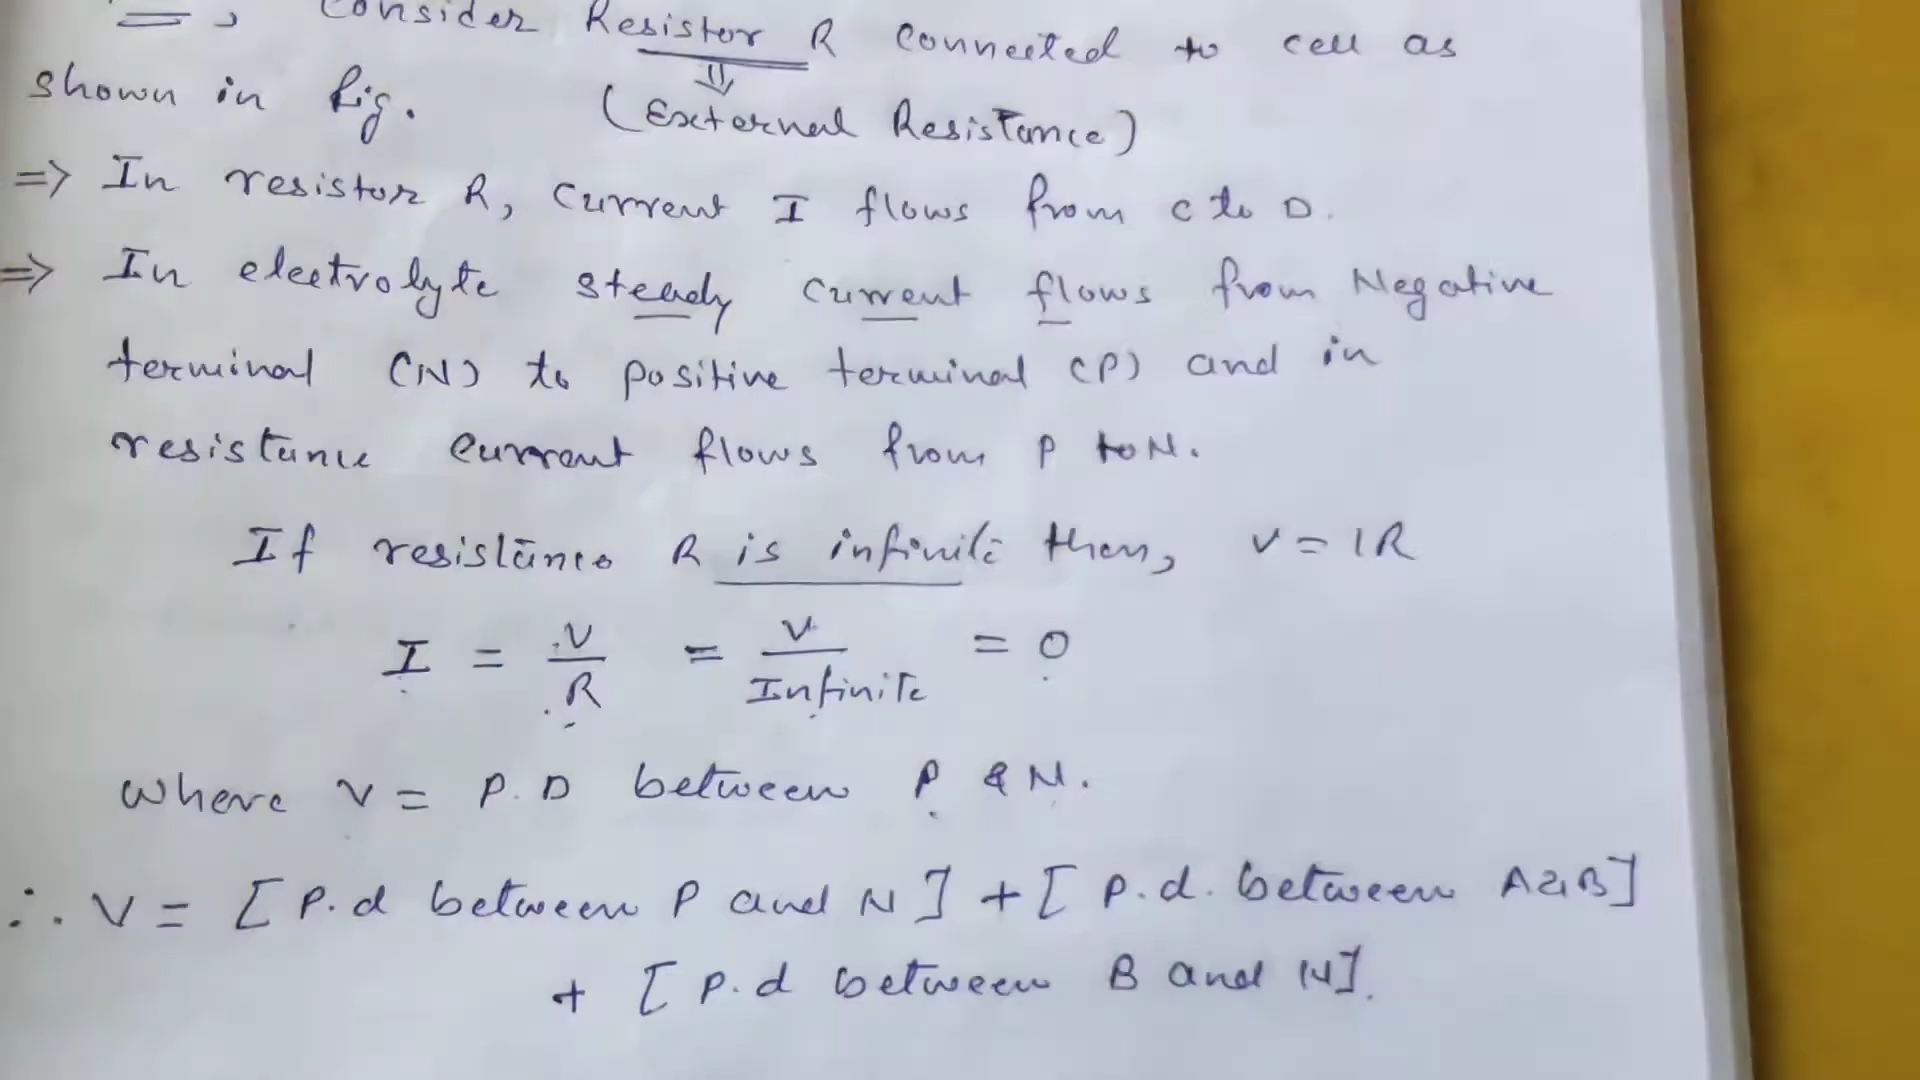 =, Consider Resistor R connected to cell as
⇓
shown in fig. (External Resistance)
=> In resistor R, Current I flows from C to D.
=> In electrolyte steady current flows from Negative
terminal (N) to positive terminal (P) and in
resistance current flows from P to N.
If resistance R is infinite then, V = IR
I = V/R = V/Infinite = 0
where V = P.D between P & N.
∴ V = [P.d between P and N] + [P.d. between A & B]
+ [P.d between B and N].